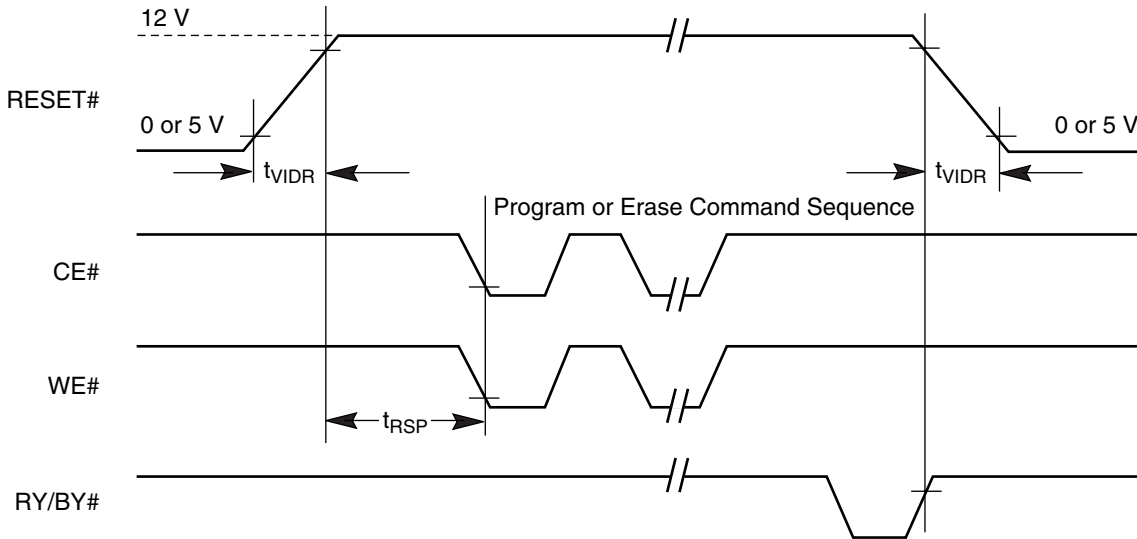 12 V
RESET#
0 or 5 V
0 or 5 V
tVIDR
tVIDR
Program or Erase Command Sequence
CE#
WE#
tRSP
RY/BY#